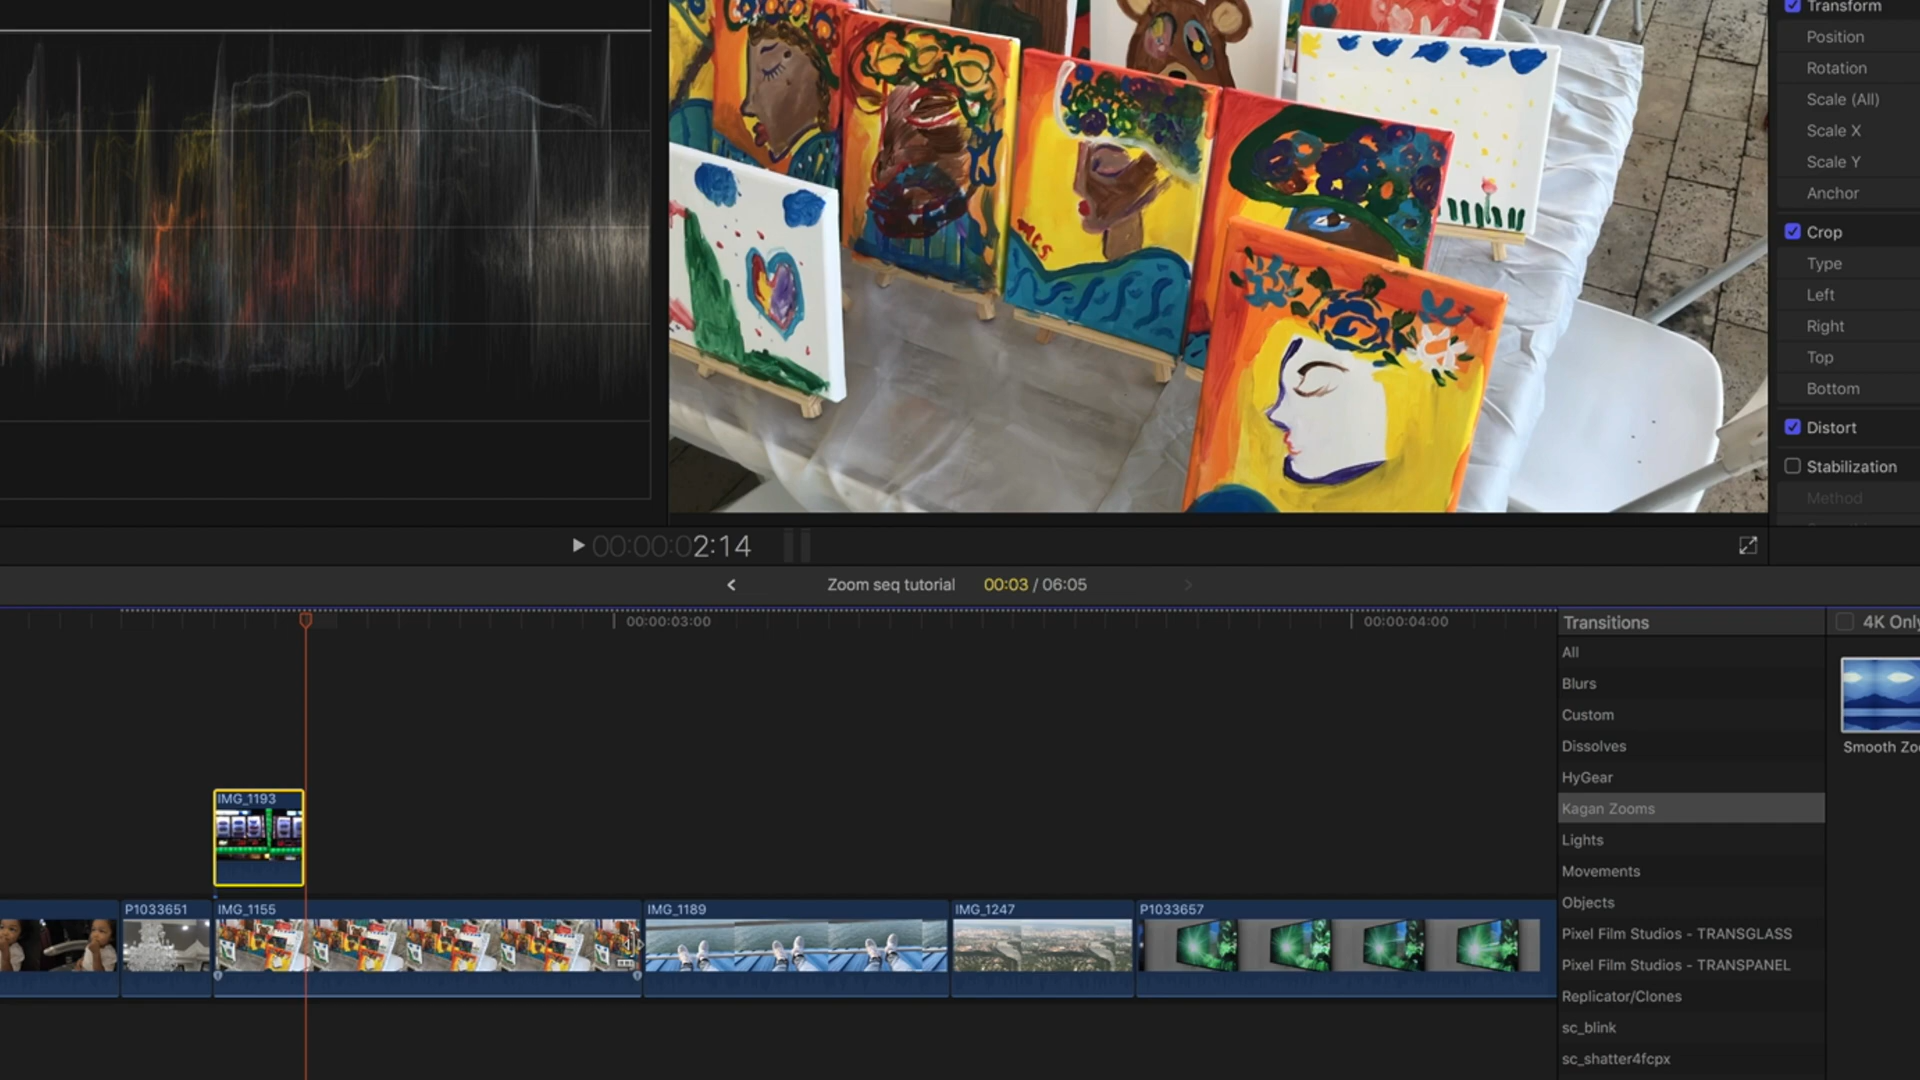 Transform
Position
Rotation
Scale (All)
Scale X
Scale Y
Anchor
Crop
Type
Left
Right
Top
Bottom
Distort
Stabilization
Method
MTS
00:00:02:14
Zoom seq tutorial 00:03 / 06:05
00:00:03:00
00:00:04:00
Transitions
4K Only
All
Blurs
Custom
Dissolves
HyGear
Kagan Zooms
Lights
Movements
Objects
Pixel Film Studios - TRANSGLASS
Pixel Film Studios - TRANSPANEL
Replicator/Clones
sc_blink
sc_shatter4fcpx
Smooth Zo
IMG_1193
P1033651
IMG_1155
IMG_1189
IMG_1247
P1033657